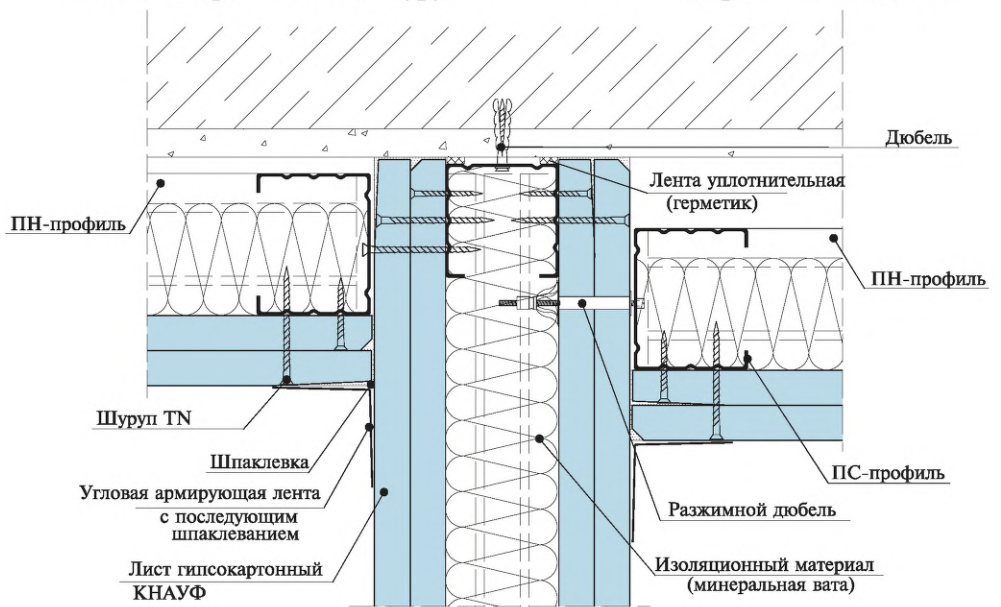 Дюбель
Лента уплотнительная
(герметик)
ПН-профиль
ПН-профиль
Шуруп TN
Шпаклевка
ПС-профиль
Угловая армирующая лента
с последующим
шпаклеванием
Разжимной дюбель
Лист гипсокартонный
КНАУФ
Изоляционный материал
(минеральная вата)